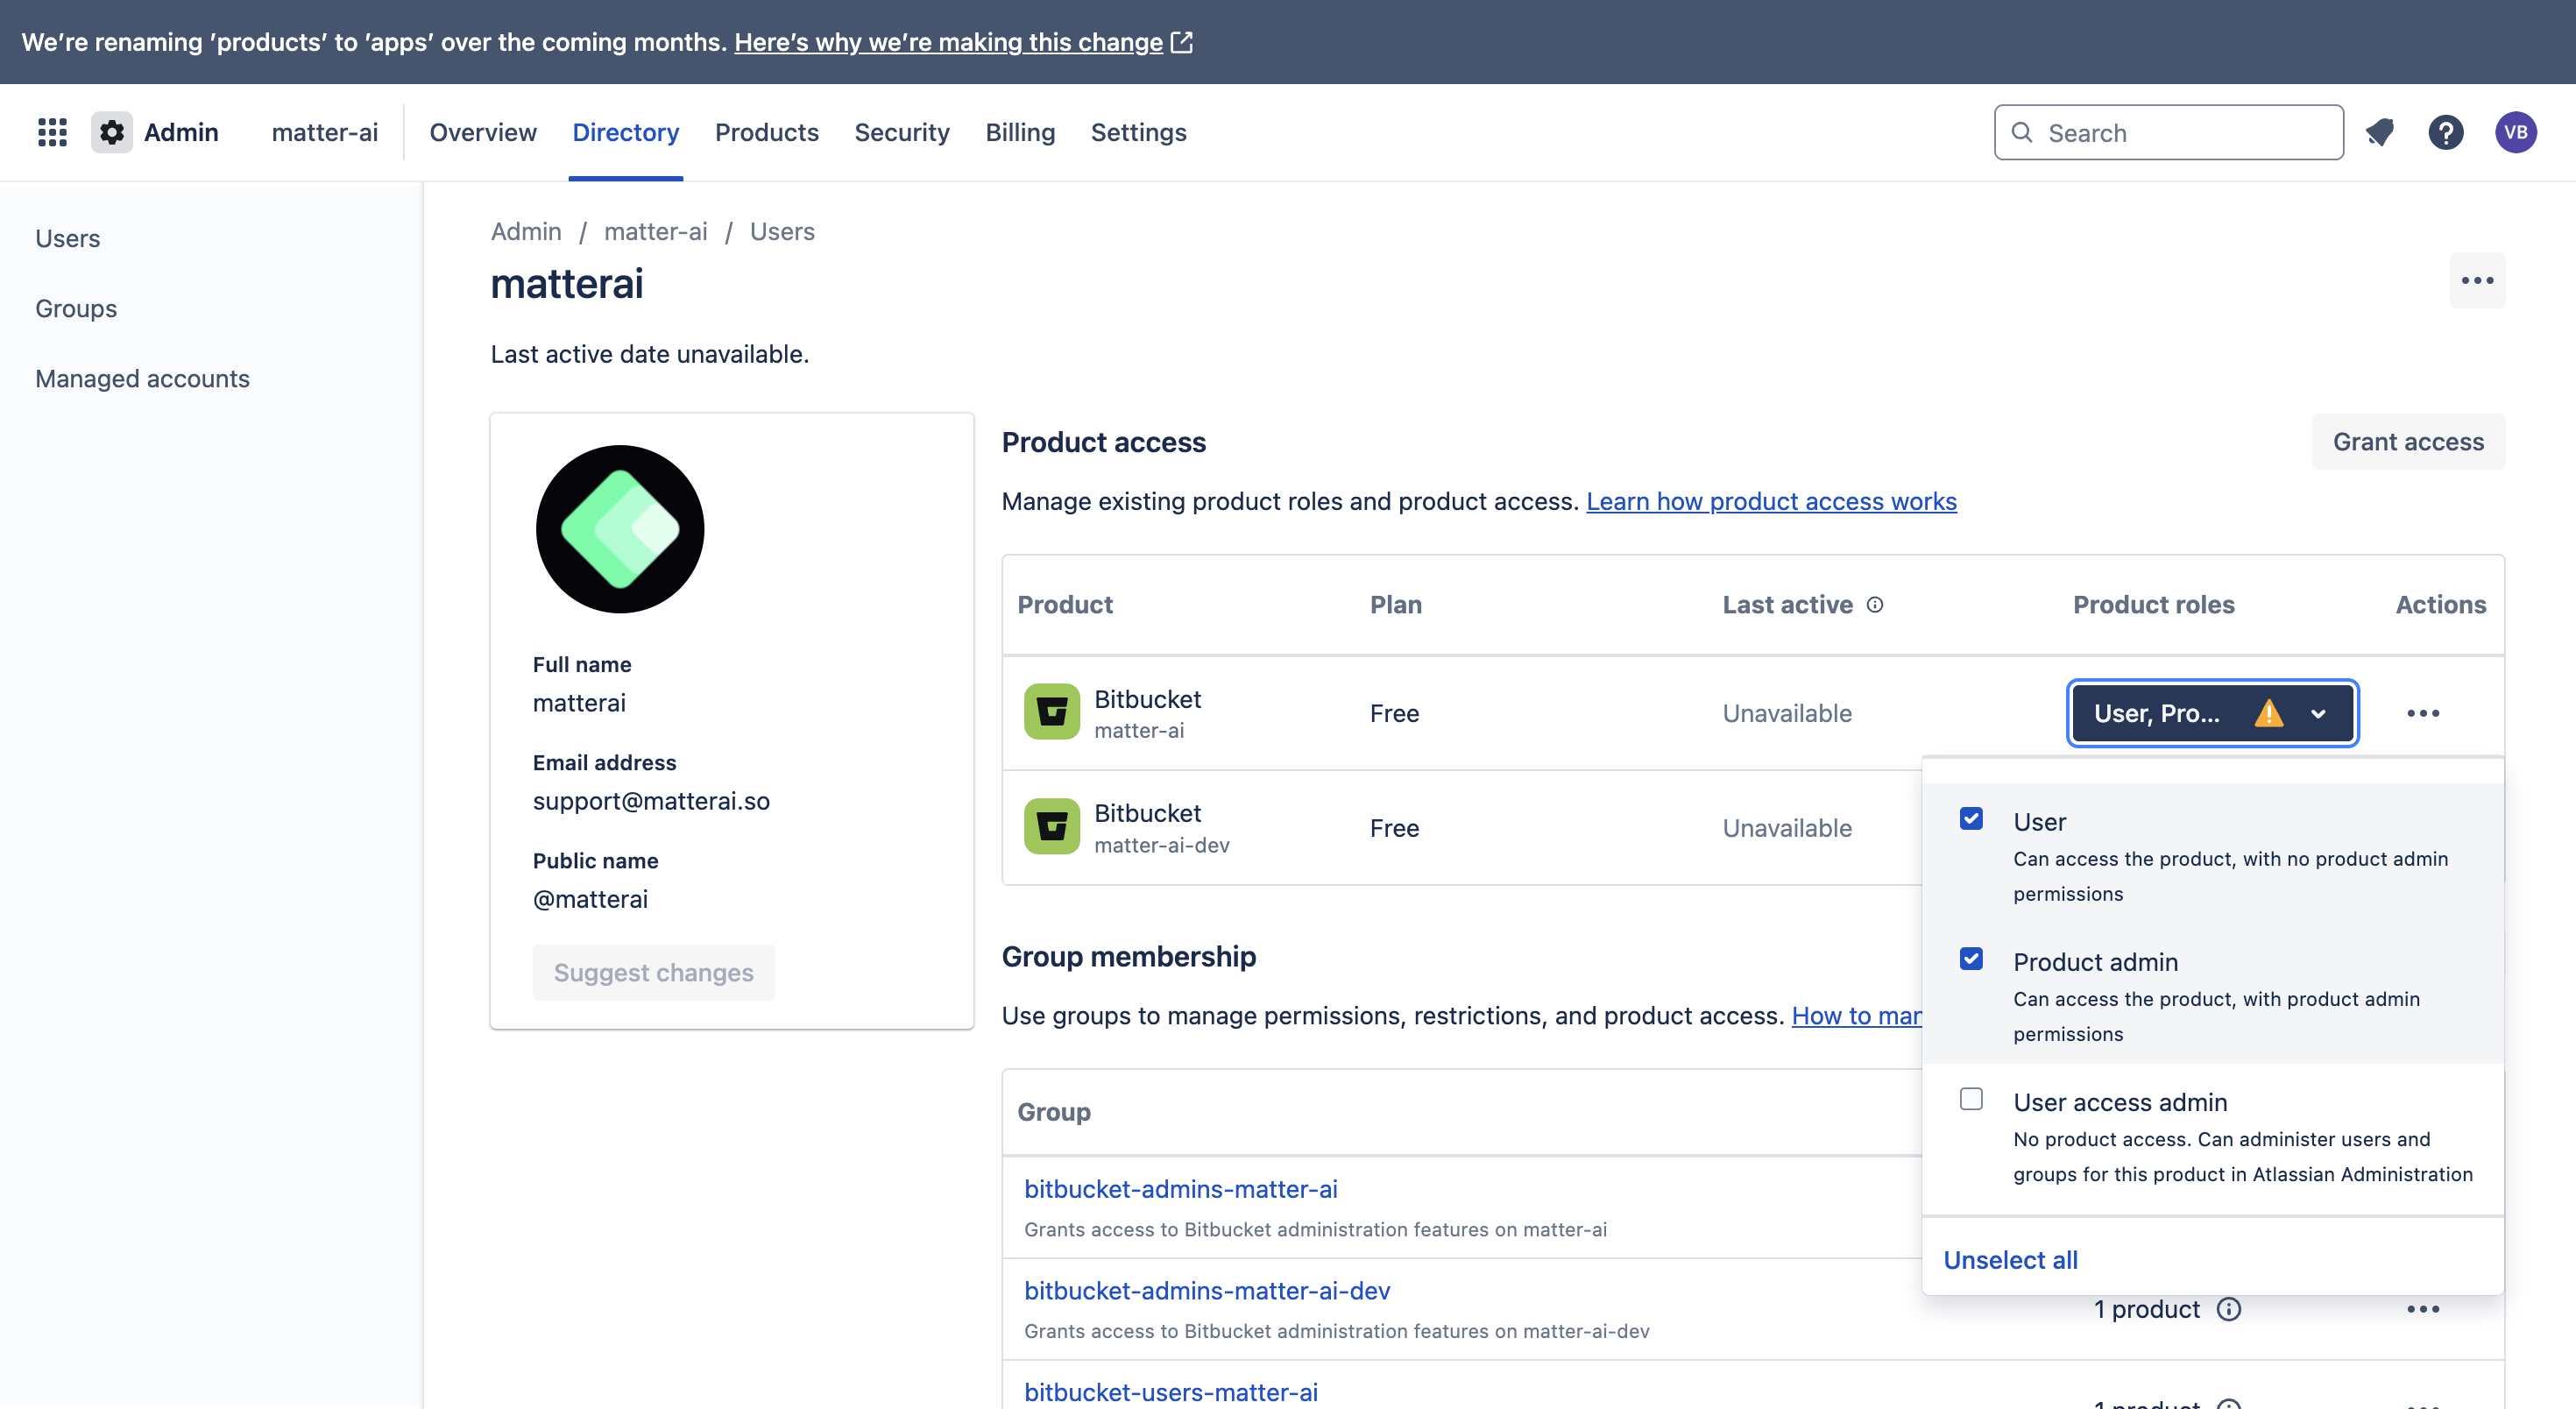 We're renaming 'products' to 'apps' over the coming months. Here's why we're making this change
Admin
matter-ai
Overview
Directory
Products
Security
Billing
Settings
Search
VB
Users
Groups
Managed accounts
Admin / matter-ai / Users
matterai
Last active date unavailable.
Full name
matterai
Email address
support@matterai.so
Public name
@matterai
Suggest changes
Product access
Grant access
Manage existing product roles and product access. Learn how product access works
Product Plan Last active Product roles Actions
Bitbucket
matter-ai
Free
Unavailable
User, Pro...
Bitbucket
matter-ai-dev
Free
Unavailable
User
Can access the product, with no product admin
permissions
Product admin
Can access the product, with product admin
permissions
User access admin
No product access. Can administer users and
groups for this product in Atlassian Administration
Unselect all
Group membership
Use groups to manage permissions, restrictions, and product access. How to man
Group
bitbucket-admins-matter-ai
Grants access to Bitbucket administration features on matter-ai
bitbucket-admins-matter-ai-dev
Grants access to Bitbucket administration features on matter-ai-dev
1 product
bitbucket-users-matter-ai
1 product